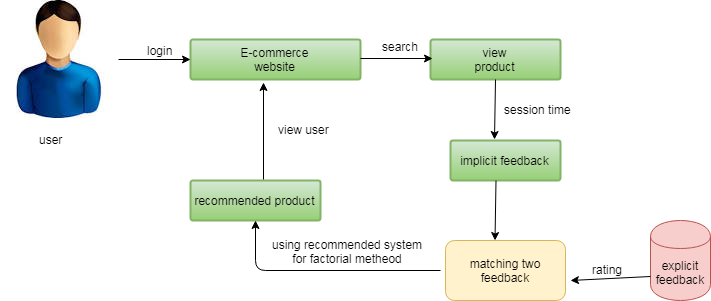 login
E-commerce
website
search
view
product
user
session time
view user
implicit feedback
recommended product
using recommended system
for factorial metheod
matching two
feedback
rating
explicit
feedback